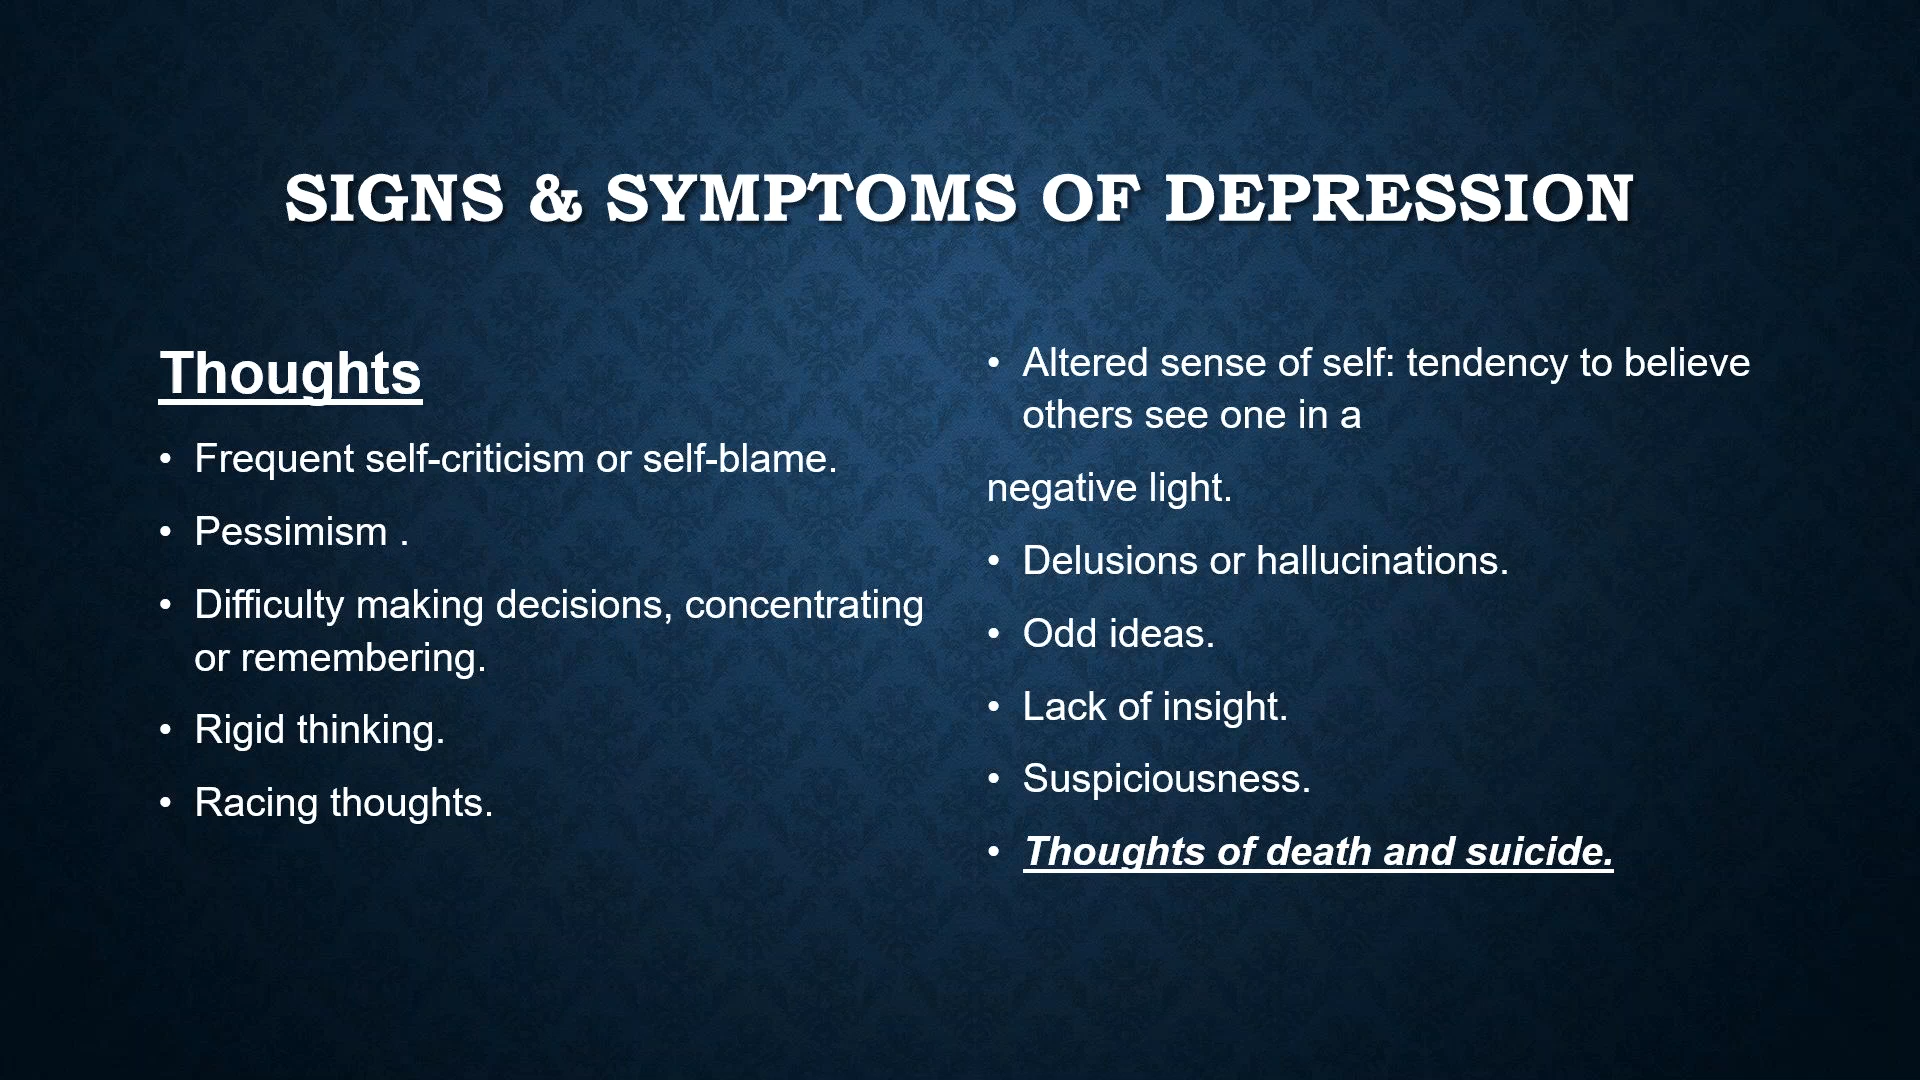 SIGNS & SYMPTOMS OF DEPRESSION
Thoughts
• Frequent self-criticism or self-blame.
• Pessimism .
• Difficulty making decisions, concentrating
or remembering.
• Rigid thinking.
• Racing thoughts.
• Altered sense of self: tendency to believe
others see one in a
negative light.
• Delusions or hallucinations.
• Odd ideas.
• Lack of insight.
• Suspiciousness.
• Thoughts of death and suicide.